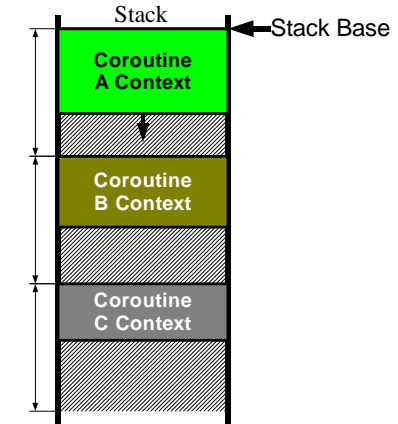 Stack
Stack Base
Coroutine
A Context
Coroutine
B Context
Coroutine
C Context